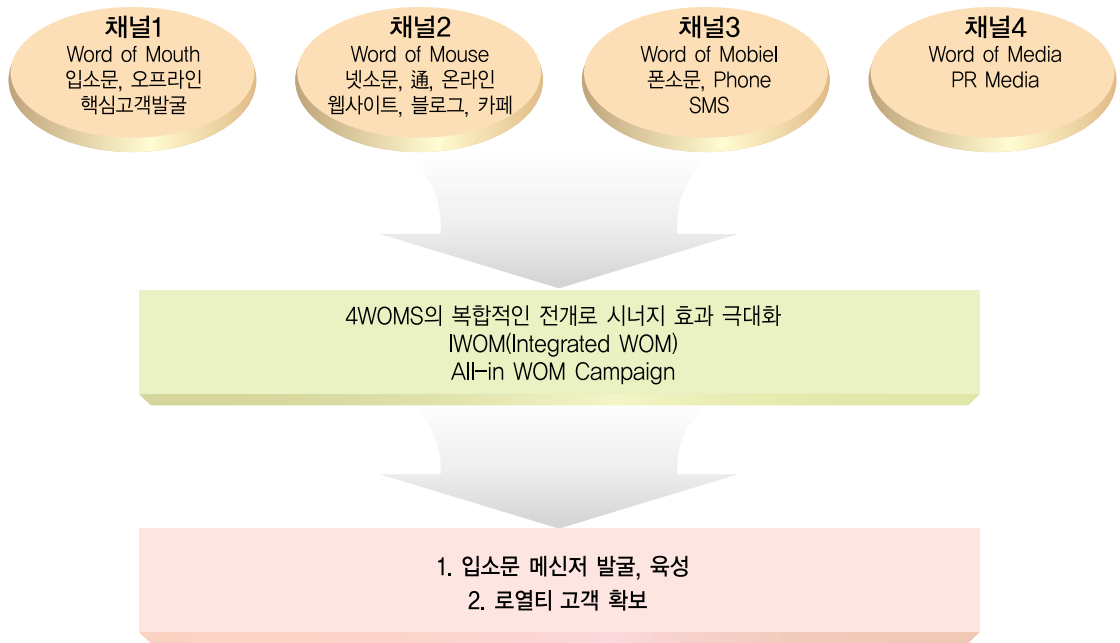 채널1
Word of Mouth
입소문, 오프라인
핵심고객발굴
채널2
Word of Mouse
넷소문, 通, 온라인
웹사이트, 블로그, 카페
채널3
Word of Mobiel
폰소문, Phone
SMS
채널4
Word of Media
PR Media
4WOMS의 복합적인 전개로 시너지 효과 극대화
IWOM(Integrated WOM)
All-in WOM Campaign
1. 입소문 메신저 발굴, 육성
2. 로열티 고객 확보